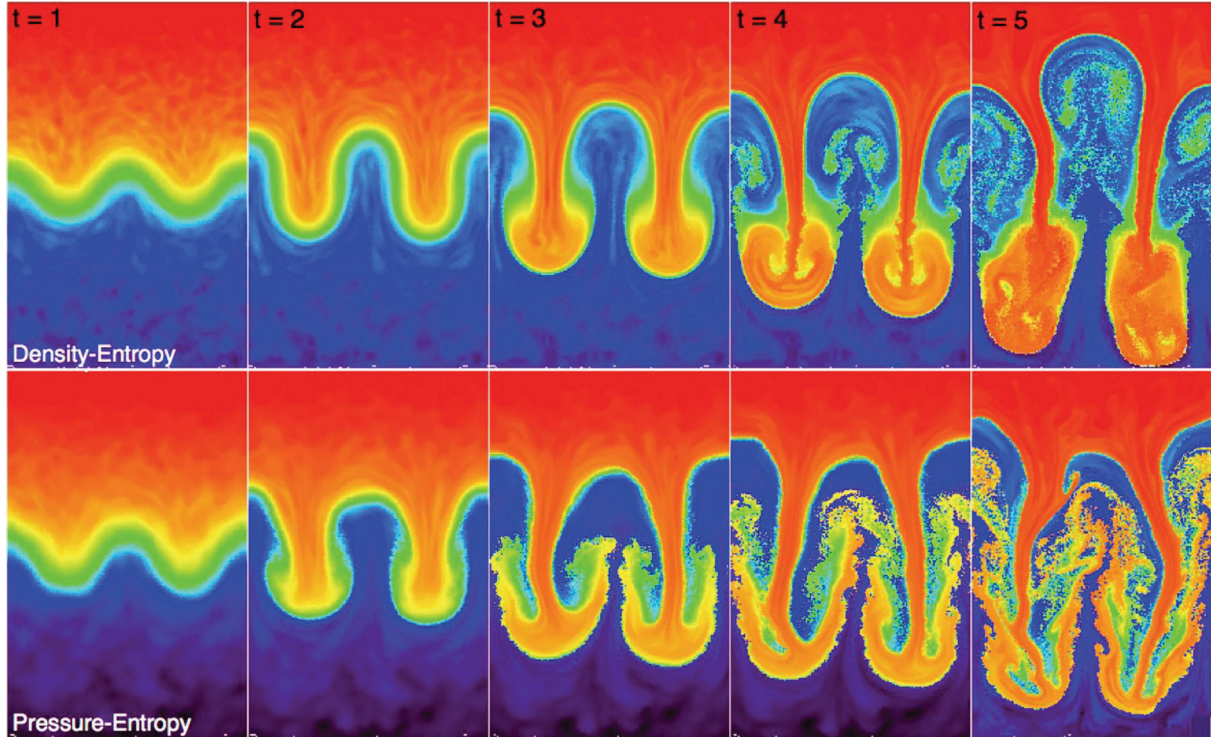 t = 1
t = 2
t = 3
t = 4
t = 5
Density-Entropy
Pressure-Entropy